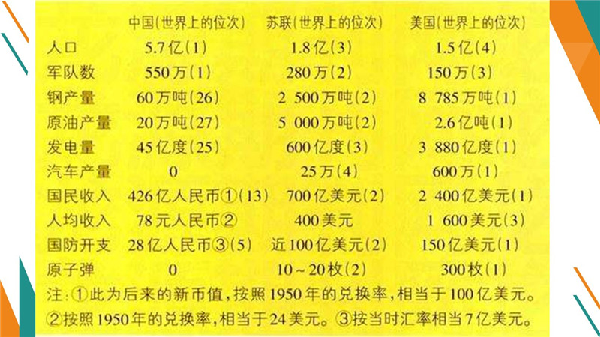 中国(世界上的位次) 苏联(世界上的位次) 美国(世界上的位次)
人口 5.7亿(1) 1.8亿(3) 1.5亿(4)
军队数 550万(1) 280万(2) 150万(3)
钢产量 60万吨(26) 2 500万吨(2) 8 785万吨(1)
原油产量 20万吨(27) 5 000万吨(2) 2.6亿吨(1)
发电量 45亿度(25) 600亿度(3) 3 880亿度(1)
汽车产量 0 25万(4) 600万(1)
国民收入 426亿人民币①(13) 700亿美元(2) 2 400亿美元(1)
人均收入 78元人民币② 400美元 1 600美元(3)
国防开支 28亿人民币③(5) 近100亿美元(2) 150亿美元(1)
原子弹 0 10~20枚(2) 300枚(1)
注:①此为后来的新币值,按照1950年的兑换率,相当于100亿美元。
②按照1950年的兑换率,相当于24美元。③按当时汇率相当7亿美元。